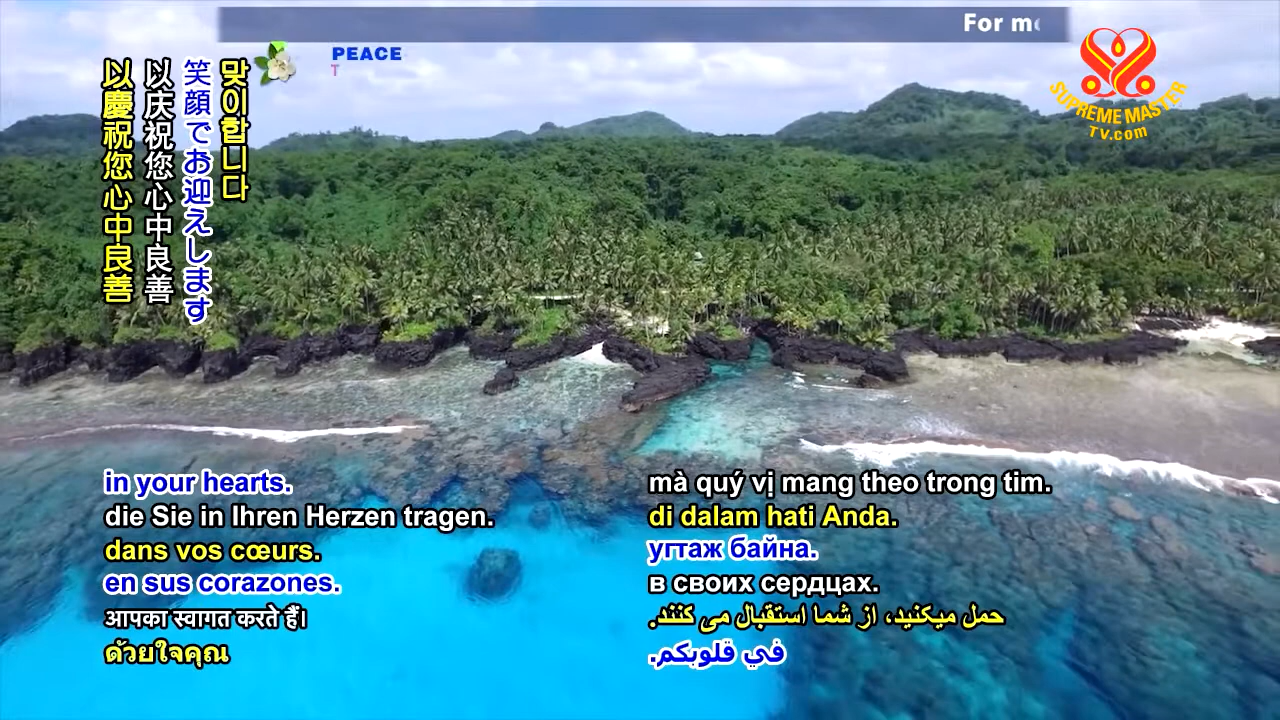 For m
PEACE
T
SUPREME MASTER
TV.com
맞이합니다
笑顔でお迎えします
以庆祝您心中良善
以慶祝您心中良善
in your hearts.
die Sie in Ihren Herzen tragen.
dans vos cœurs.
en sus corazones.
आपका स्वागत करते हैं।
ด้วยใจคุณ
mà quý vị mang theo trong tim.
di dalam hati Anda.
угтаж байна.
в своих сердцах.
حمل میکنید، از شما استقبال می کنند.
في قلوبكم.